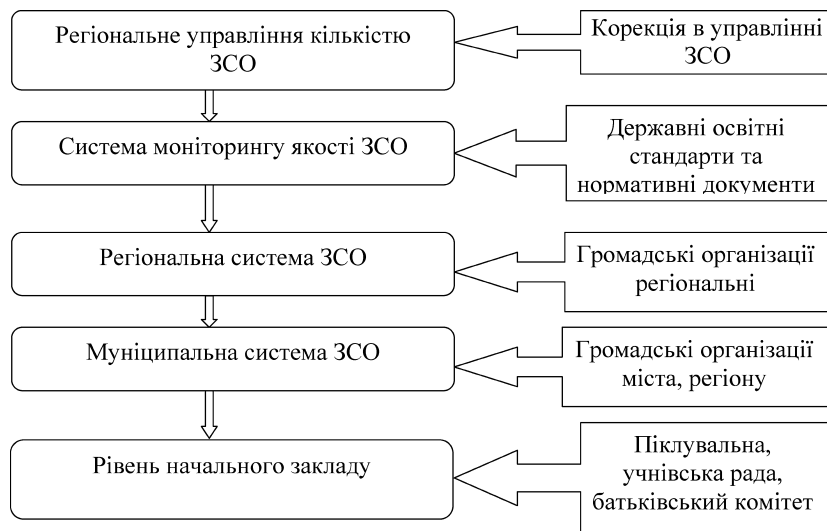 Регіональне управління кількістю
ЗСО
Корекція в управлінні
ЗСО
Система моніторингу якості ЗСО
Державні освітні
стандарти та
нормативні документи
Регіональна система ЗСО
Громадські організації
регіональні
Муніципальна система ЗСО
Громадські організації
міста, регіону
Рівень начального закладу
Піклувальна,
учнівська рада,
батьківський комітет